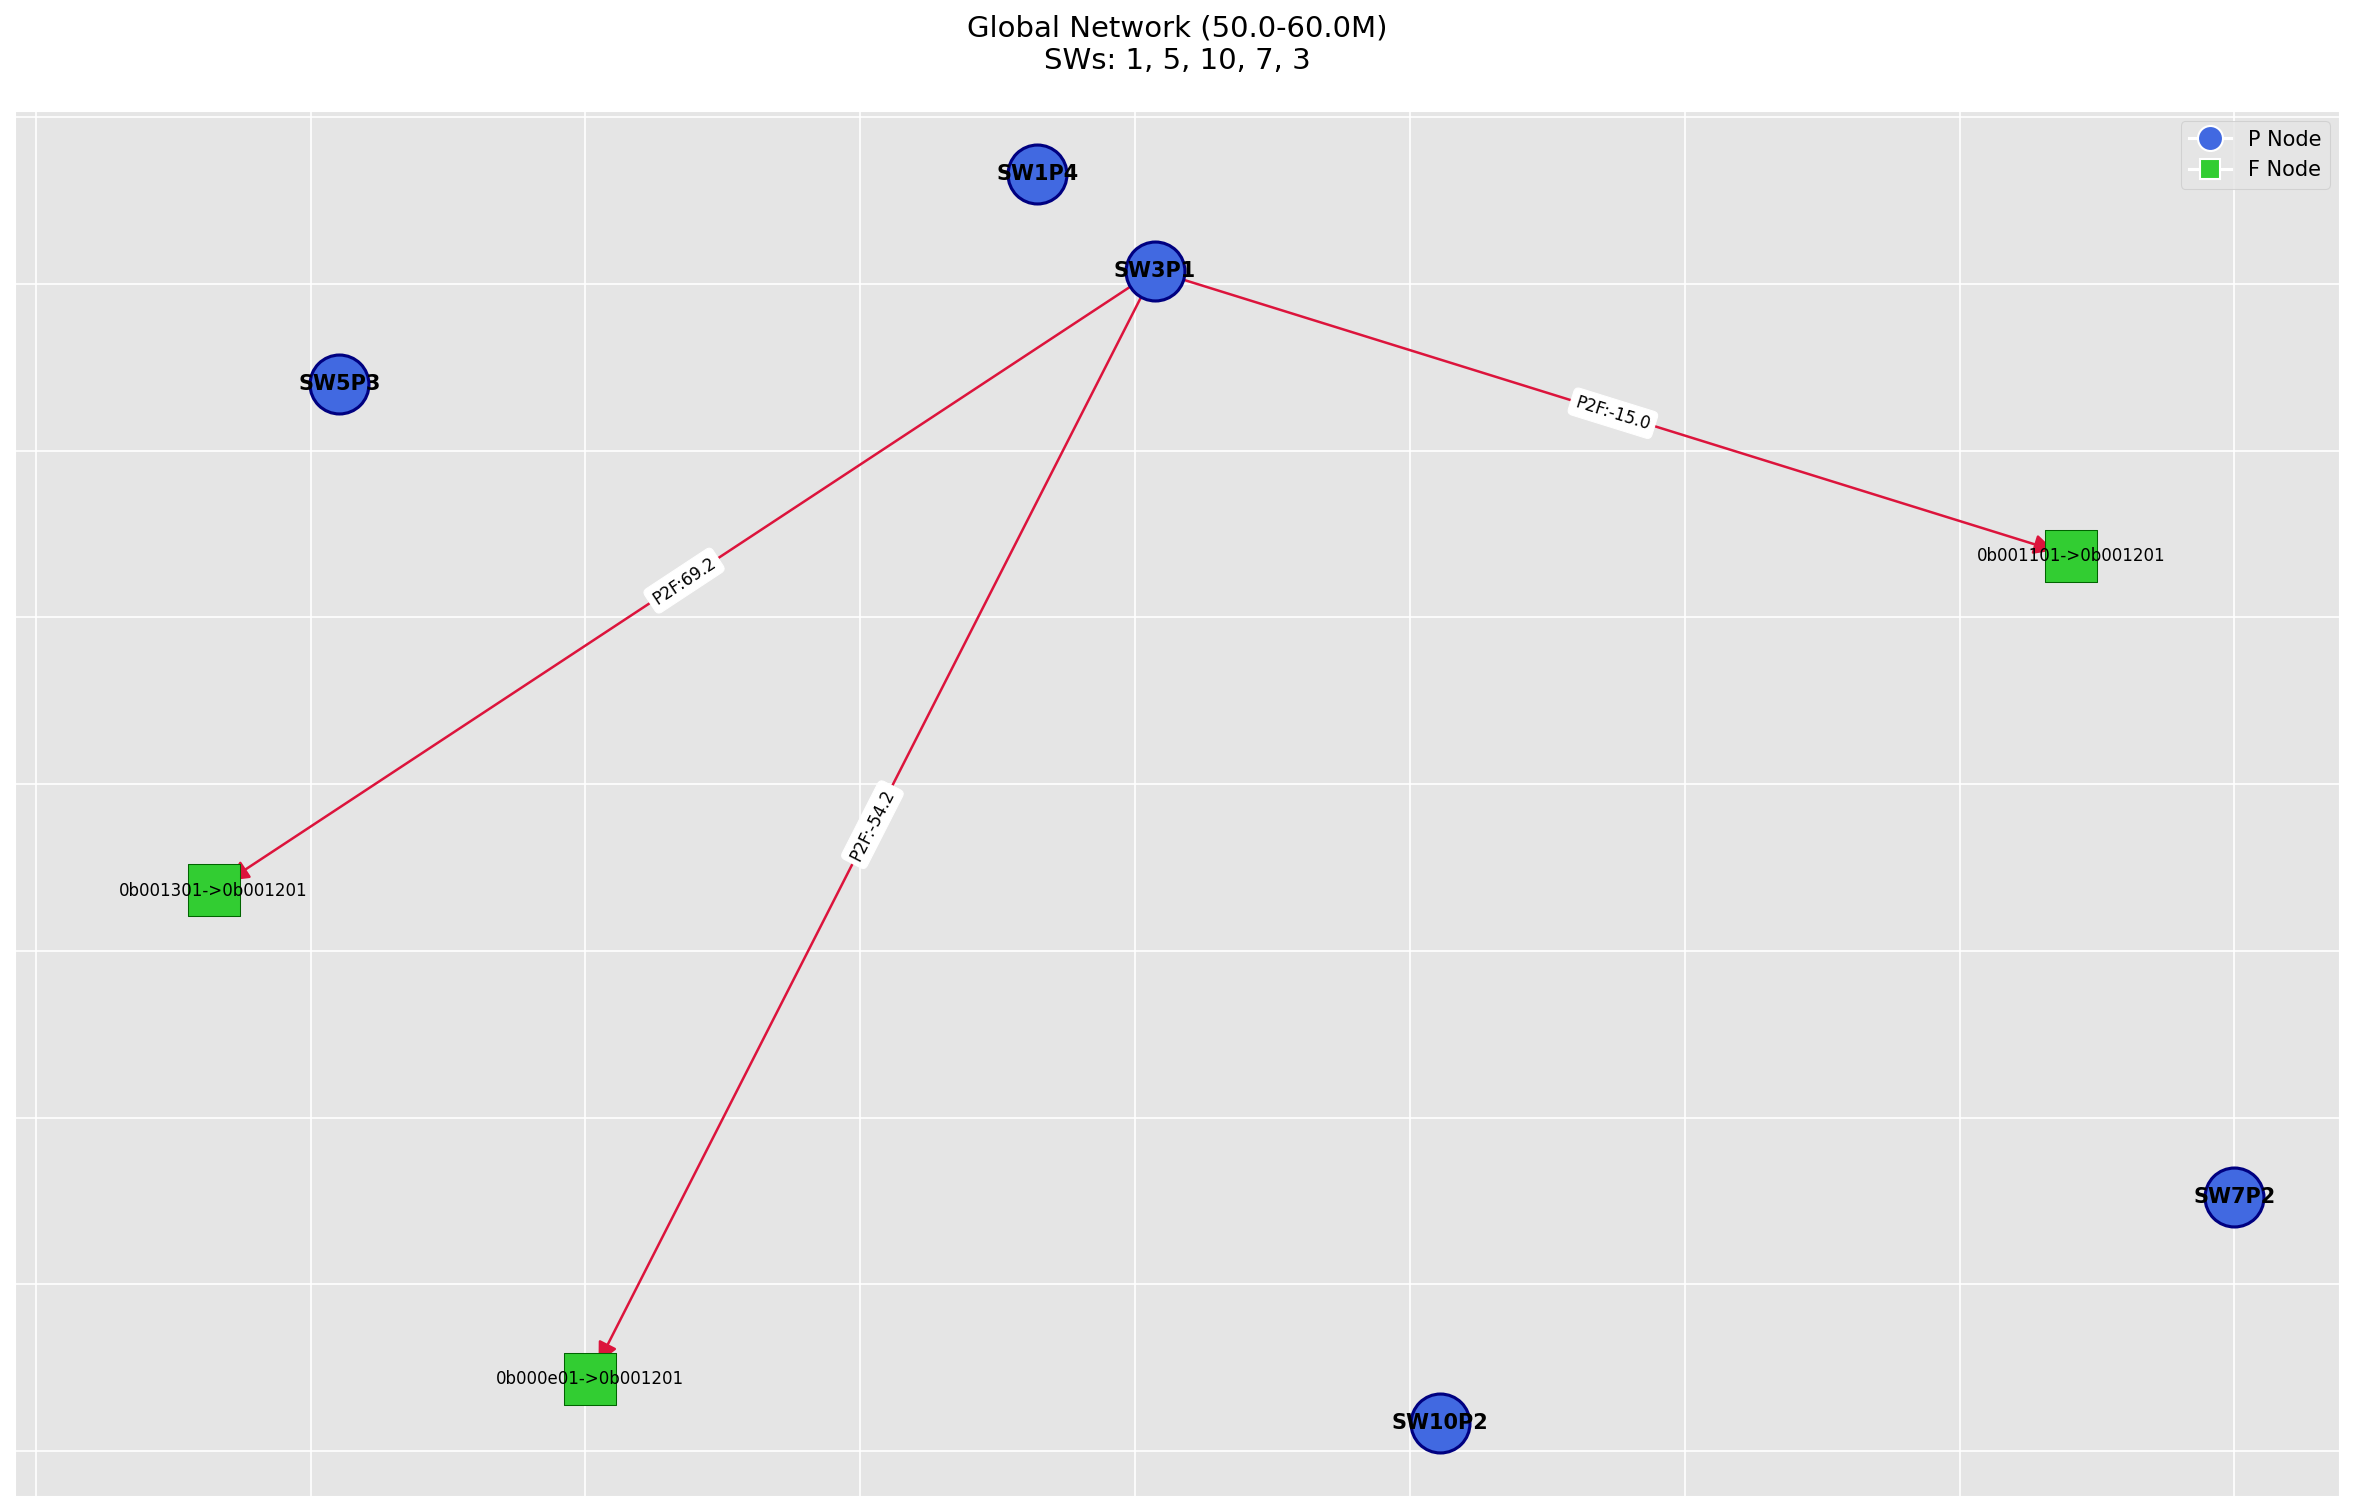 Global Network (50.0-60.0M)
SWs: 1, 5, 10, 7, 3
P Node
F Node
SW1P4
SW3P1
SW5P3
P2F:-15.0
0b001101->0b001201
P2F:69.2
P2F:-54.2
0b001301->0b001201
SW7P2
0b000e01->0b001201
SW10P2